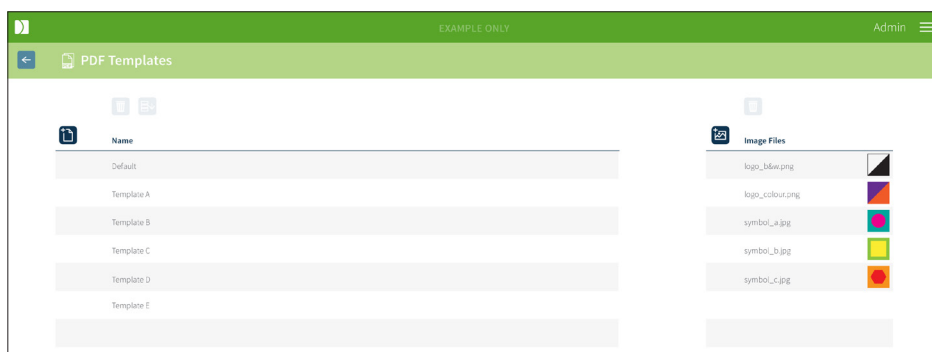 EXAMPLE ONLY
Admin
PDF Templates
Name
Default
Template A
Template B
Template C
Template D
Template E
Image Files
logo_b&w.png
logo_colour.png
symbol_a.jpg
symbol_b.jpg
symbol_c.jpg